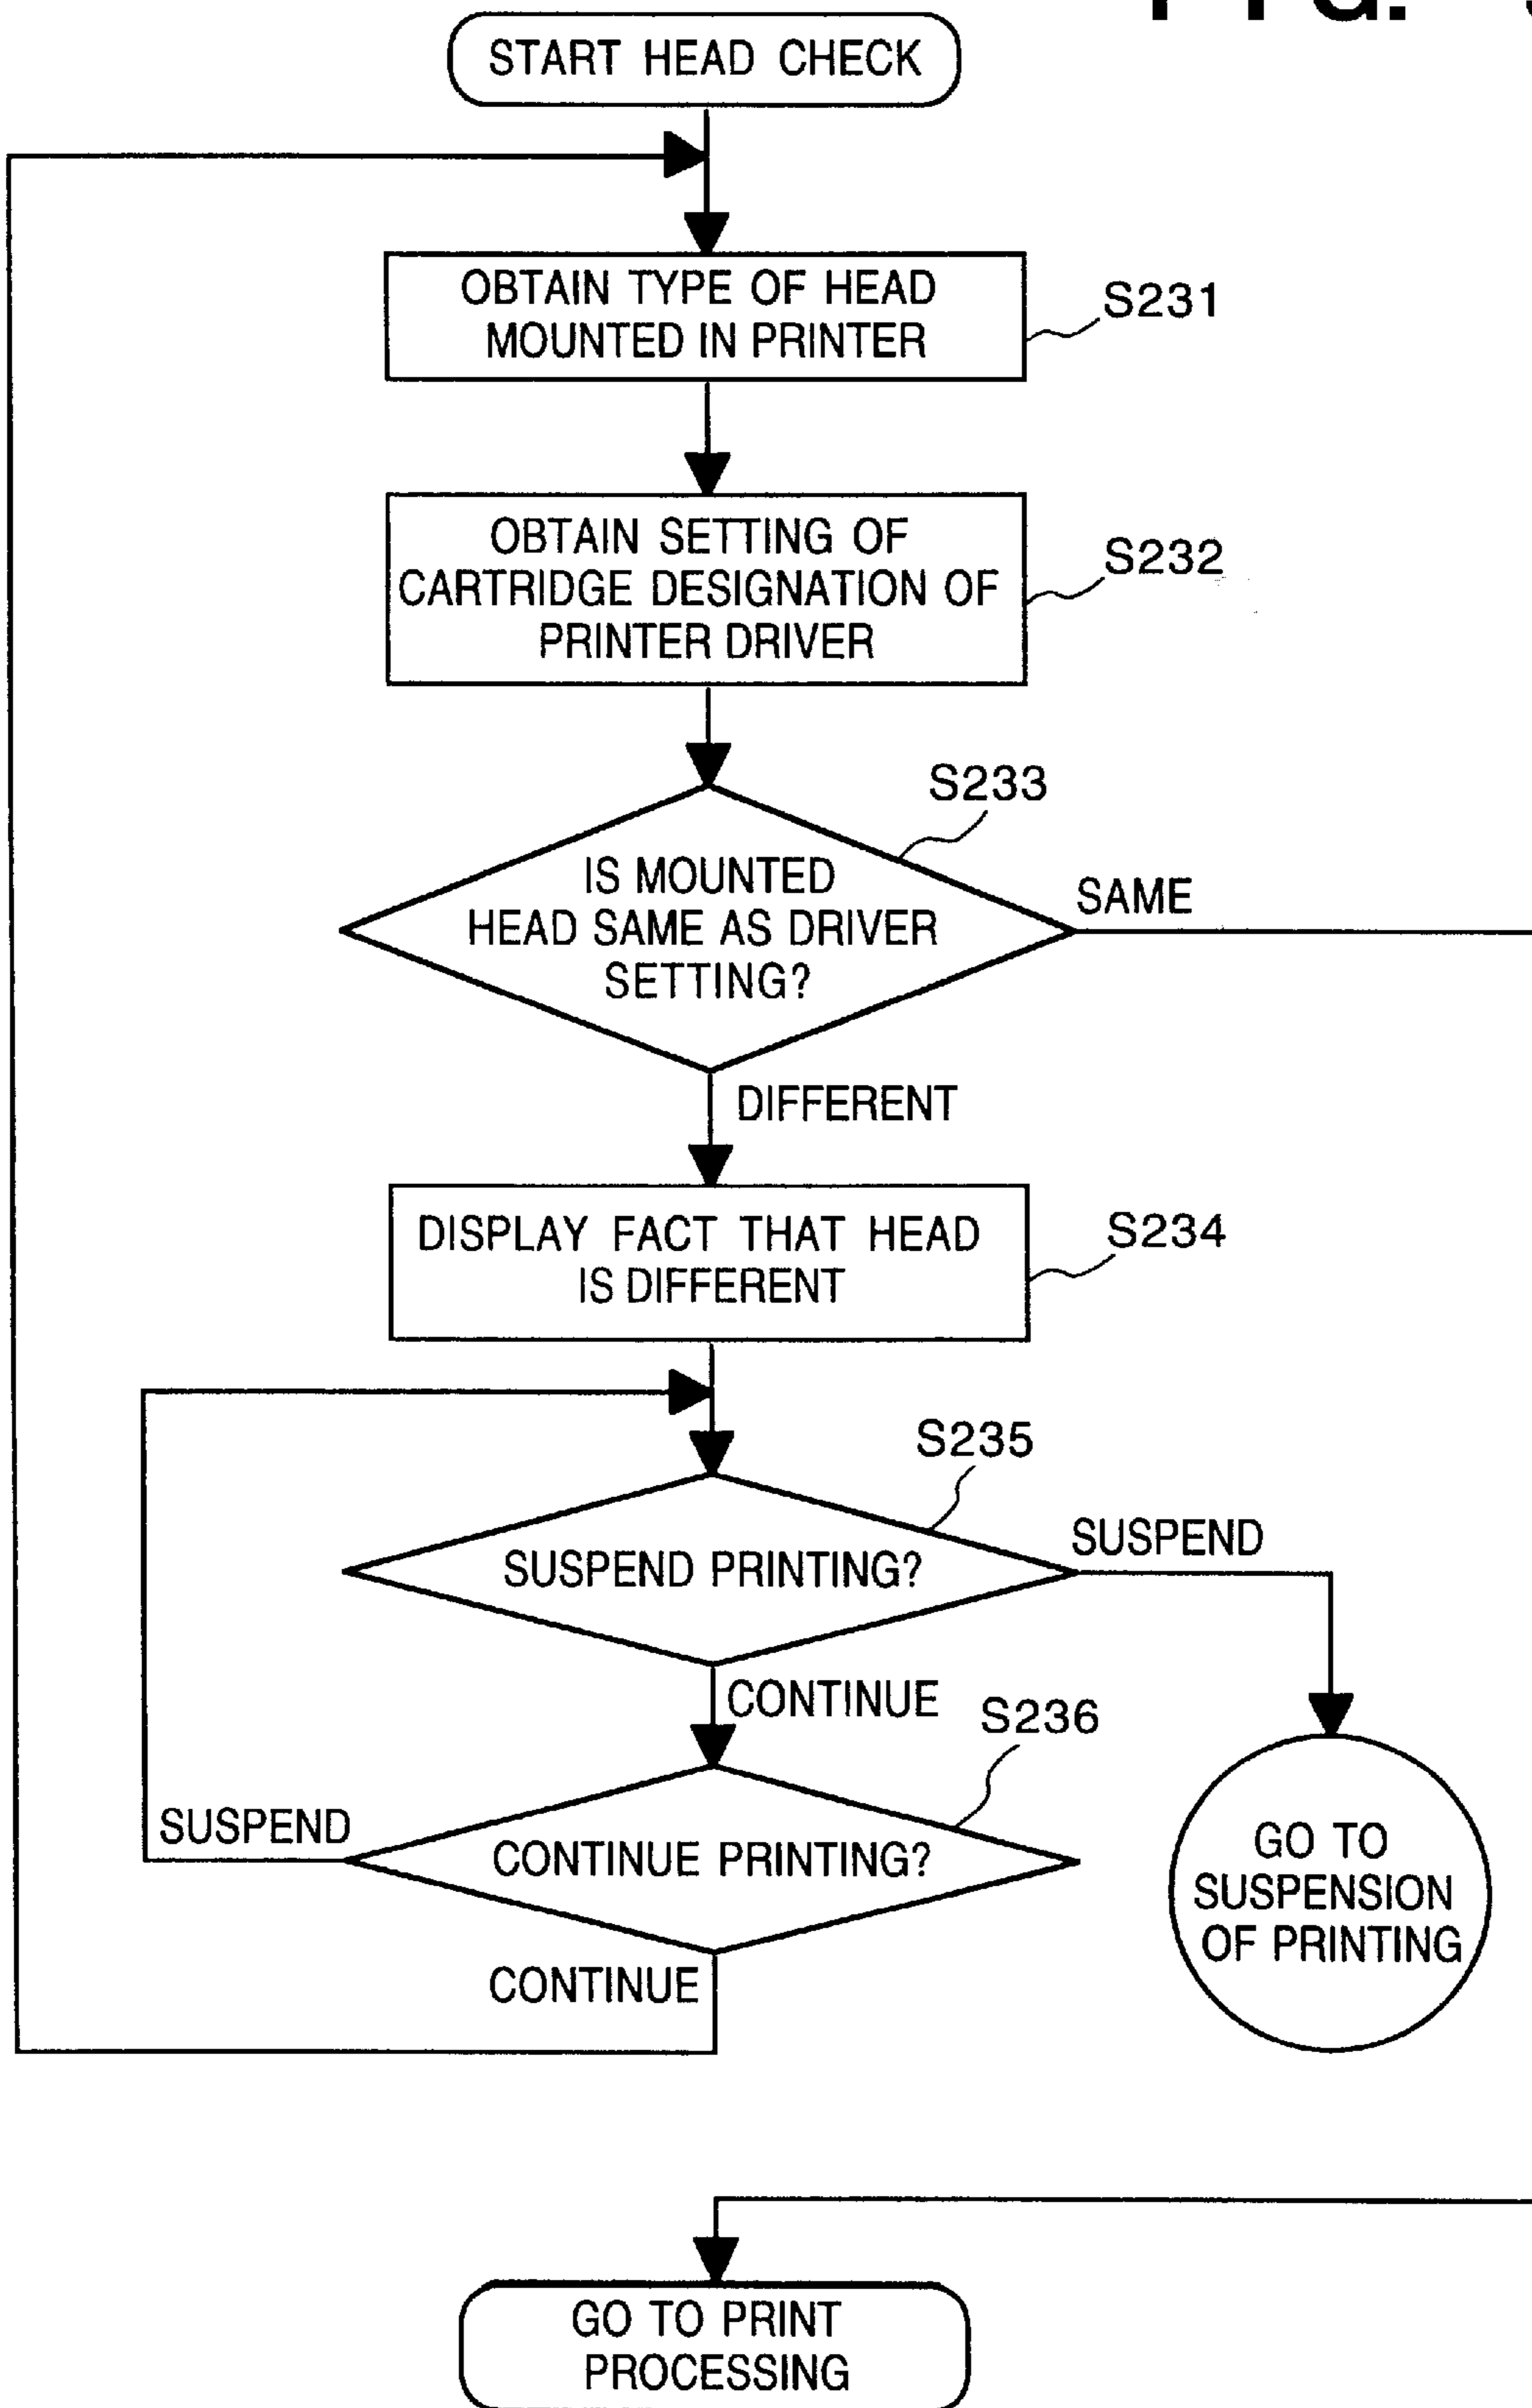 START HEAD CHECK
OBTAIN TYPE OF HEAD
MOUNTED IN PRINTER
S231
OBTAIN SETTING OF
CARTRIDGE DESIGNATION OF
PRINTER DRIVER
S232
S233
IS MOUNTED
HEAD SAME AS DRIVER
SETTING?
SAME
DIFFERENT
DISPLAY FACT THAT HEAD
IS DIFFERENT
S234
S235
SUSPEND PRINTING?
SUSPEND
CONTINUE
S236
SUSPEND
CONTINUE PRINTING?
CONTINUE
GO TO
SUSPENSION
OF PRINTING
GO TO PRINT
PROCESSING